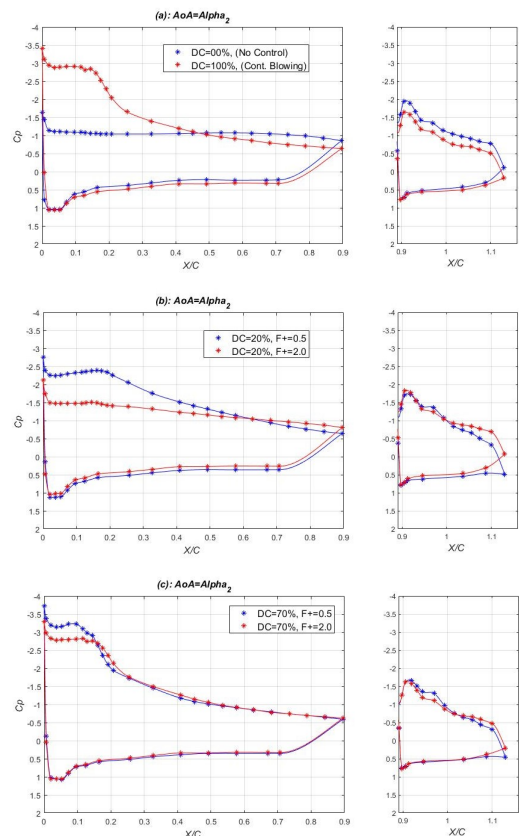 (a): AoA=Alpha2
-4
-3.5
-3
-2.5
-2
-1.5
-1
-0.5
0
0.5
1
1.5
2
Cp
DC=00%, (No Control)
DC=100%, (Cont. Blowing)
0 0.1 0.2 0.3 0.4 0.5 0.6 0.7 0.8 0.9
X/C
-4
-3
-2
-1
0
1
2
0.9 1 1.1
X/C
(b): AoA=Alpha2
-4
-3.5
-3
-2.5
-2
-1.5
-1
-0.5
0
0.5
1
1.5
2
Cp
DC=20%, F+=0.5
DC=20%, F+=2.0
0 0.1 0.2 0.3 0.4 0.5 0.6 0.7 0.8 0.9
X/C
-4
-3
-2
-1
0
1
2
0.9 1 1.1
X/C
(c): AoA=Alpha2
-4
-3.5
-3
-2.5
-2
-1.5
-1
-0.5
0
0.5
1
1.5
2
Cp
DC=70%, F+=0.5
DC=70%, F+=2.0
0 0.1 0.2 0.3 0.4 0.5 0.6 0.7 0.8 0.9
X/C
-4
-3
-2
-1
0
1
2
0.9 1 1.1
X/C